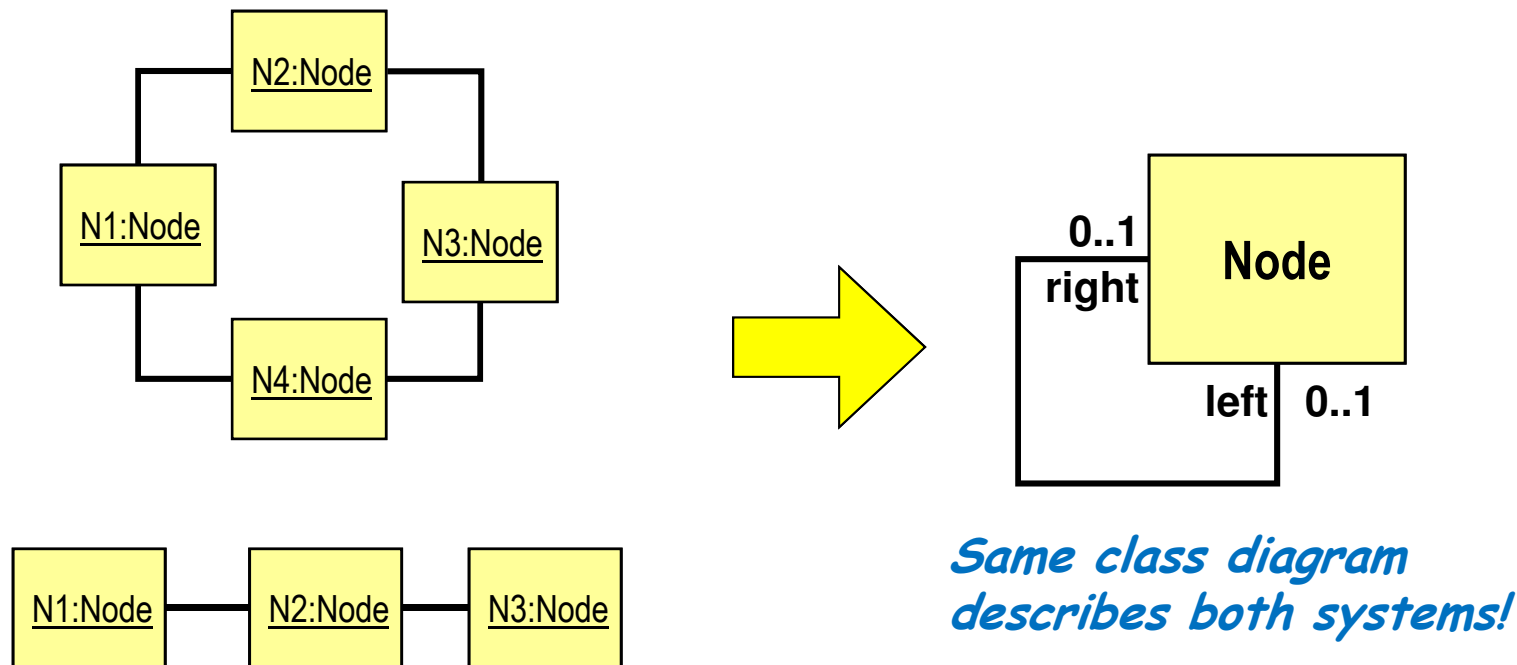 N2:Node
N1:Node
N3:Node
N4:Node
N1:Node
N2:Node
N3:Node
0..1
right
Node
left
0..1
Same class diagram
describes both systems!